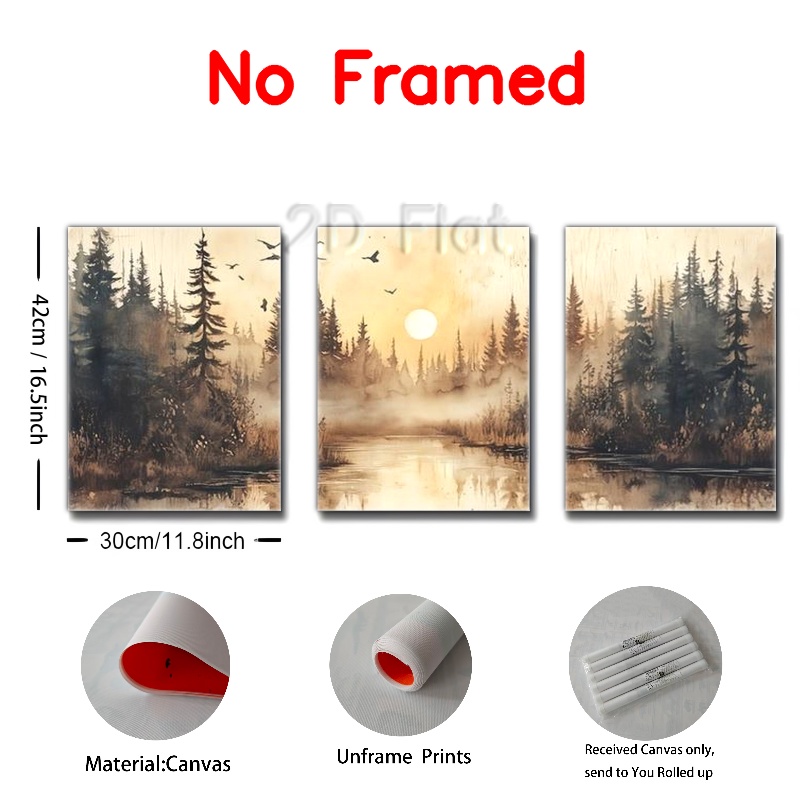 No Framed
2D Flat
42cm / 16.5inch
30cm/11.8inch
Material:Canvas
Unframe Prints
Received Canvas only,
send to You Rolled up